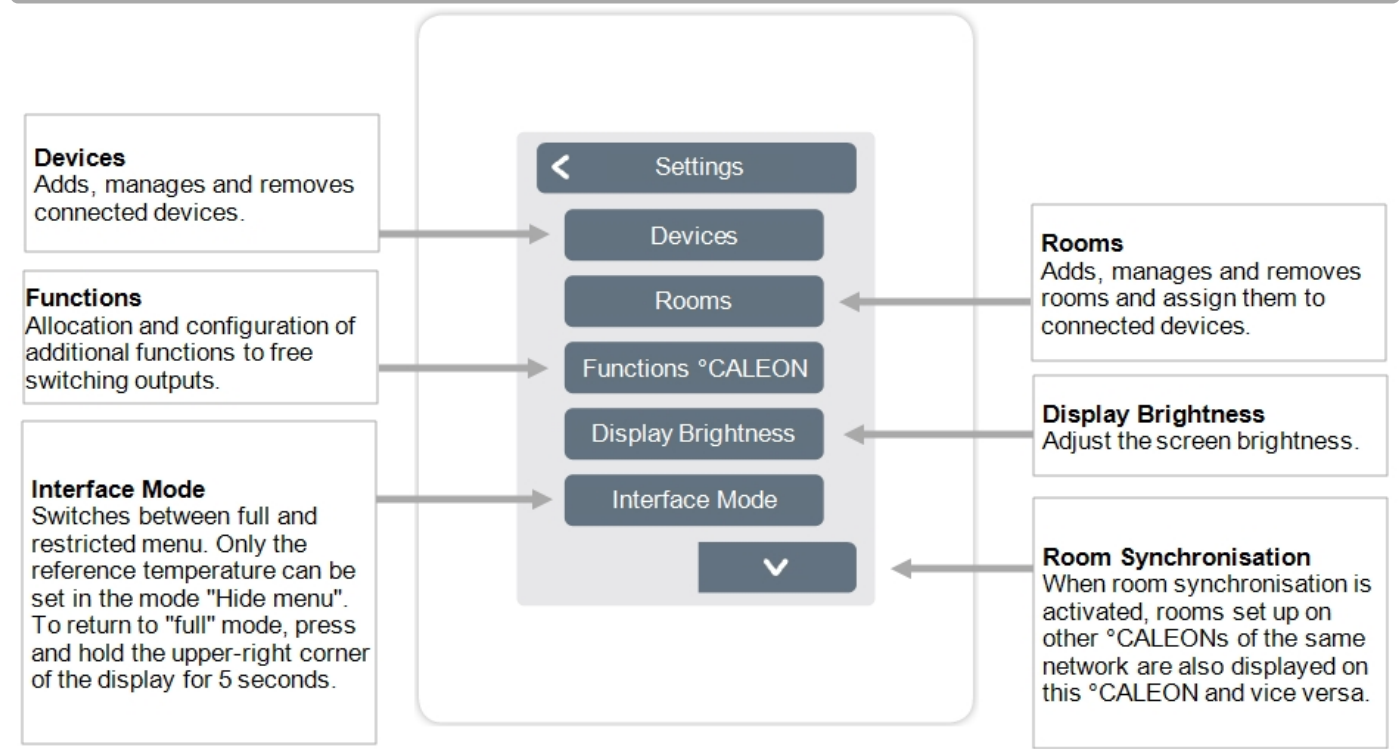 Devices
Adds, manages and removes
connected devices.
Functions
Allocation and configuration of
additional functions to free
switching outputs.
Interface Mode
Switches between full and
restricted menu. Only the
reference temperature can be
set in the mode "Hide menu".
To return to "full" mode, press
and hold the upper-right corner
of the display for 5 seconds.
Settings
Devices
Rooms
Functions °CALEON
Display Brightness
Interface Mode
Rooms
Adds, manages and removes
rooms and assign them to
connected devices.
Display Brightness
Adjust the screen brightness.
Room Synchronisation
When room synchronisation is
activated, rooms set up on
other °CALEONs of the same
network are also displayed on
this °CALEON and vice versa.